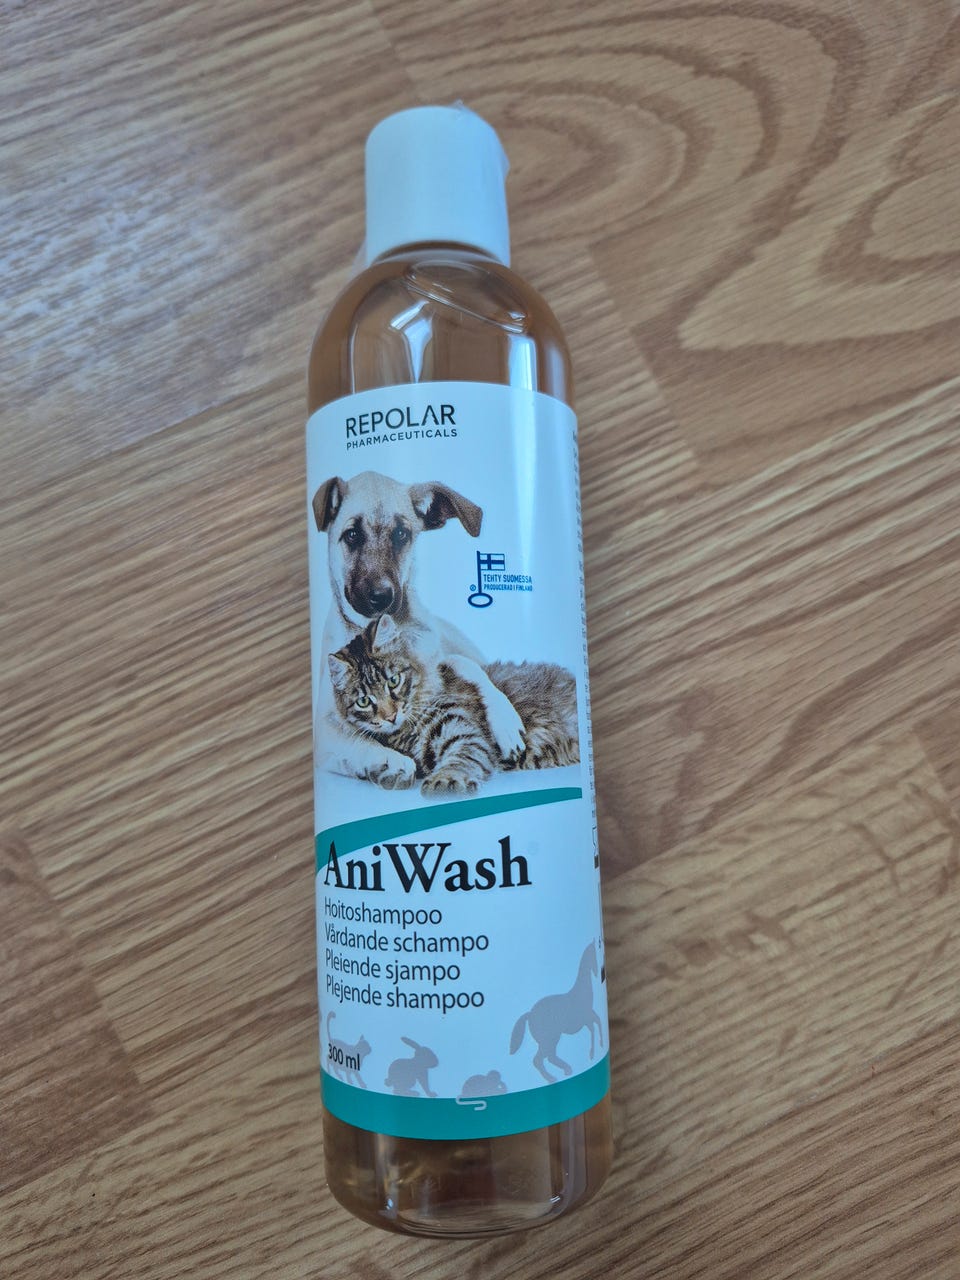 REPOLAR
PHARMACEUTICALS
TEHTY SUOMESSA
PRODUCERAD I FINLAND
AniWash
Hoitoshampoo
Vårdande schampo
Pleiende sjampo
Plejende shampoo
300 ml